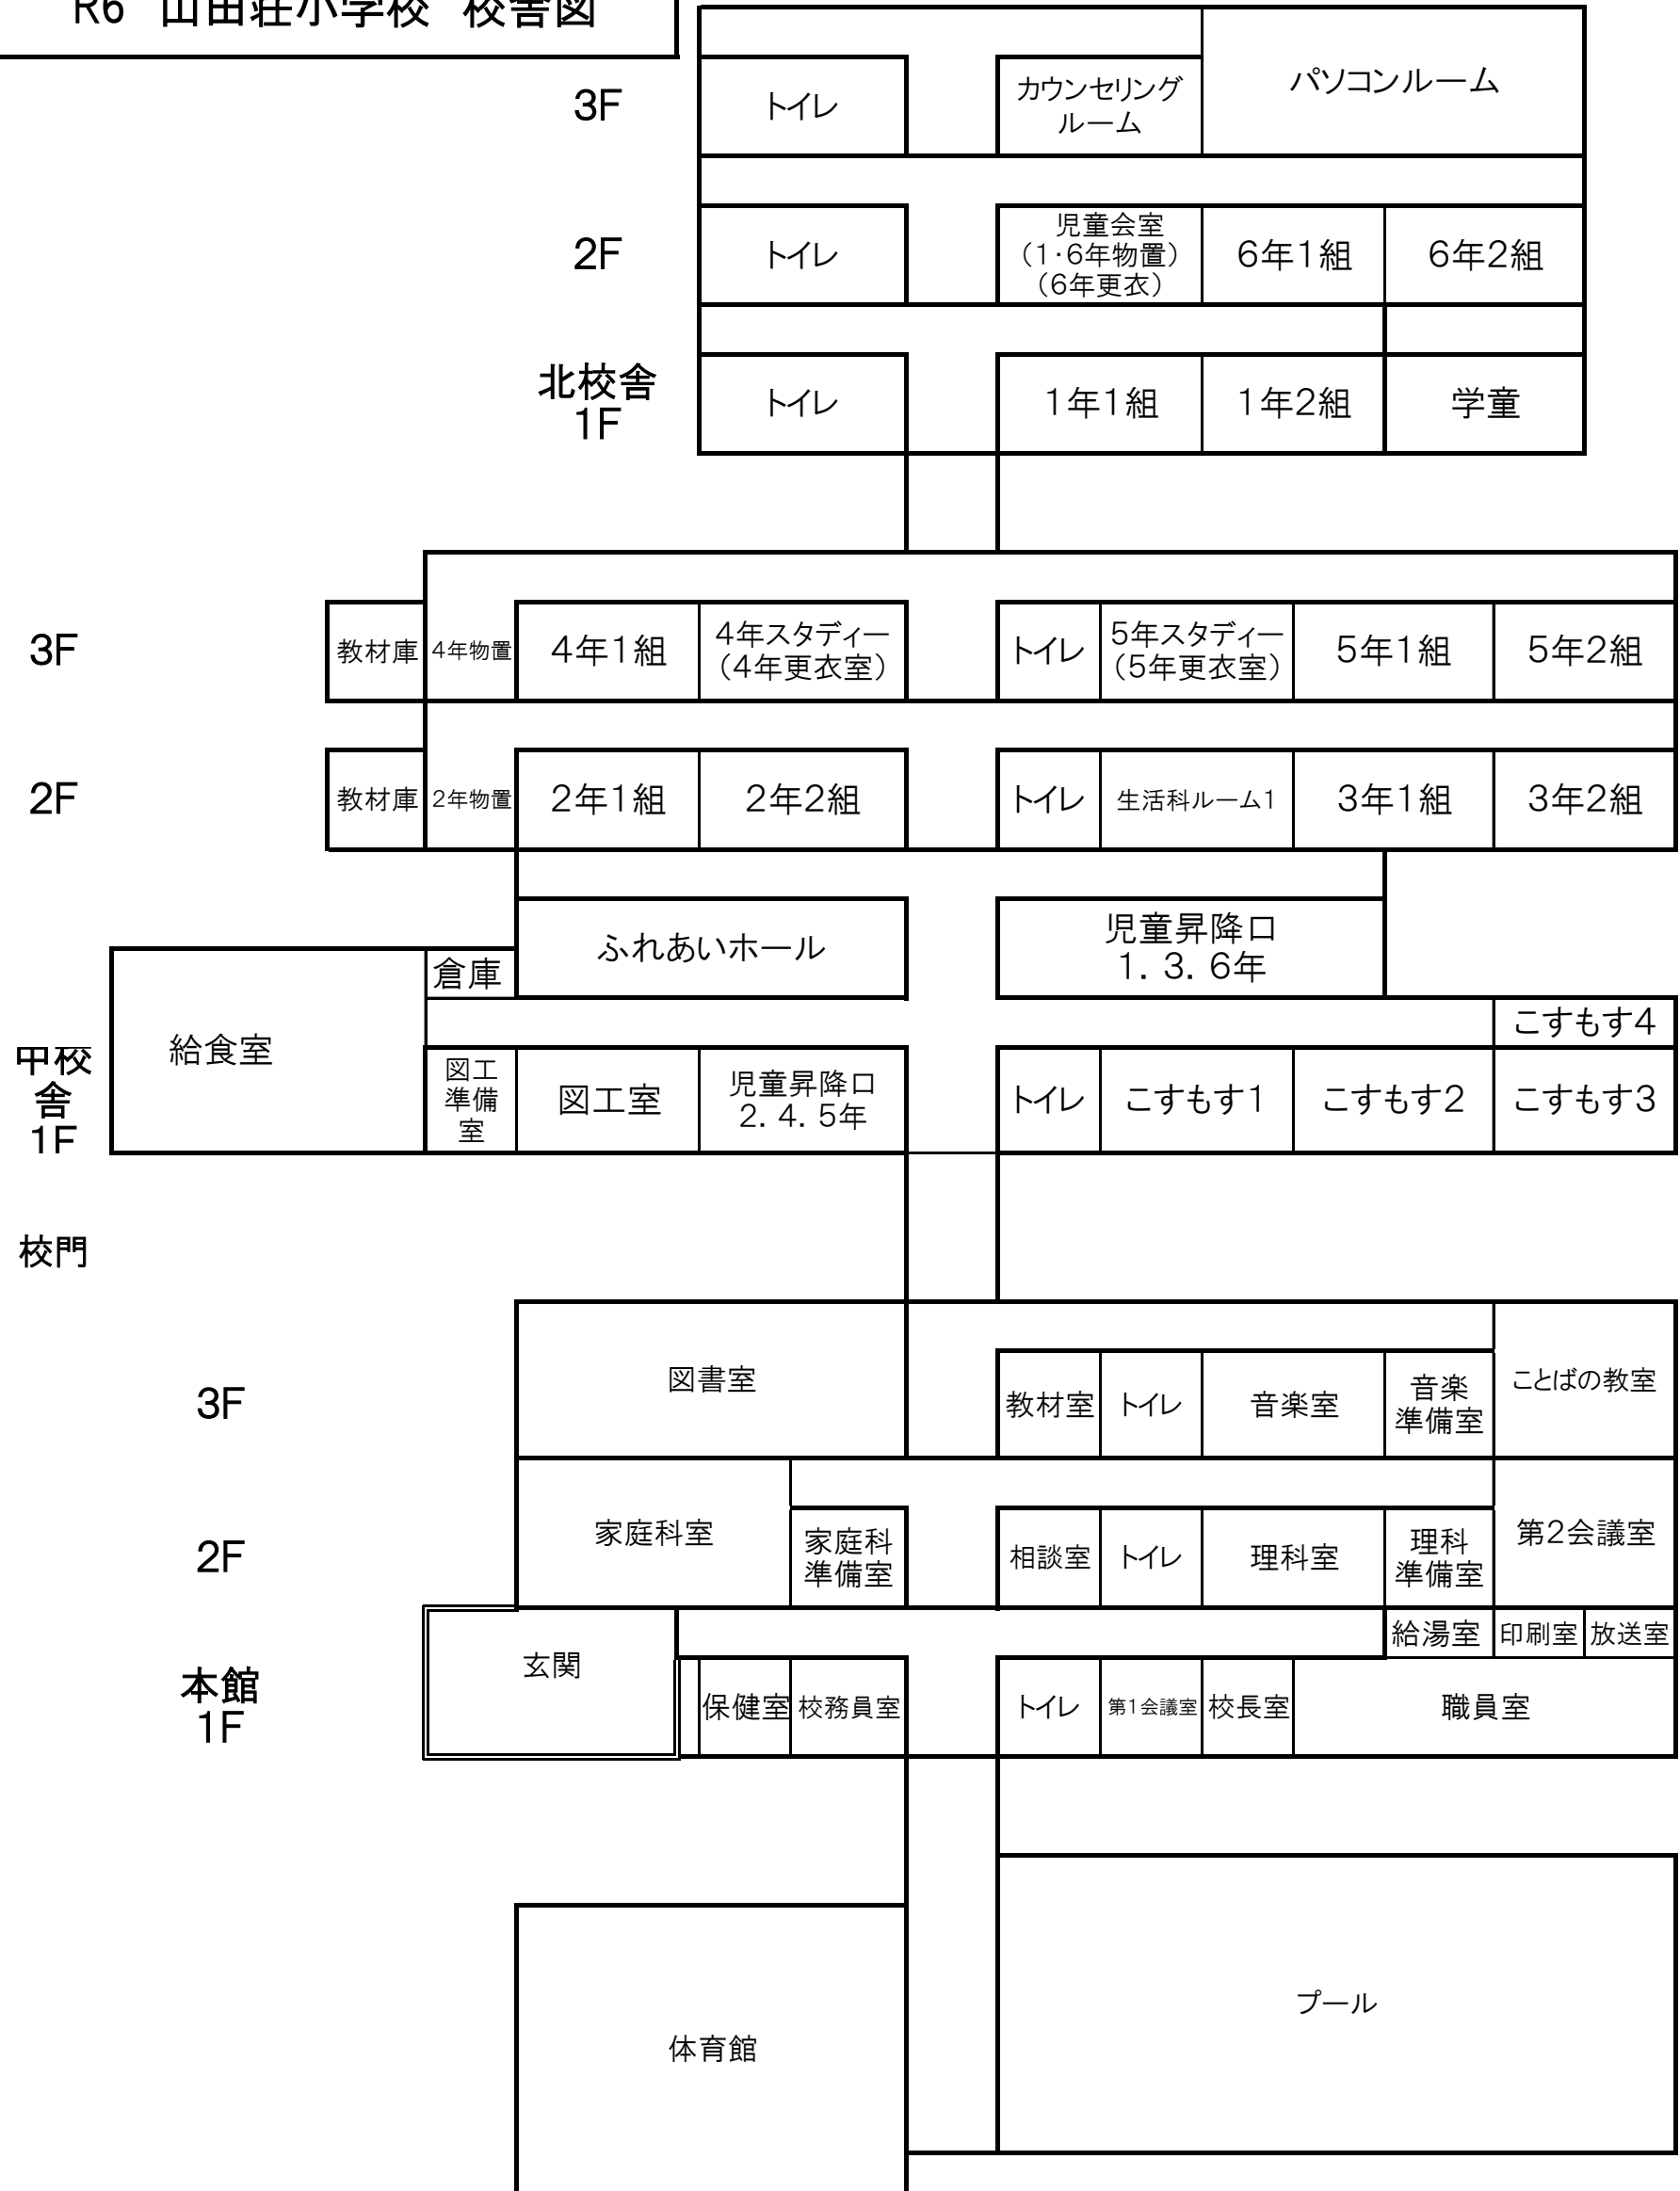 R6　山田荘小学校　校舎図
3F
トイレ
カウンセリング
ルーム
パソコンルーム
2F
トイレ
児童会室
（1・6年物置）
（6年更衣）
6年1組
6年2組
北校舎
1F
トイレ
1年1組
1年2組
学童
3F
教材庫
4年物置
4年1組
4年スタディー
（4年更衣室）
トイレ
5年スタディー
（5年更衣室）
5年1組
5年2組
2F
教材庫
2年物置
2年1組
2年2組
トイレ
生活科ルーム1
3年1組
3年2組
ふれあいホール
児童昇降口
1．3．6年
倉庫
給食室
こすもす4
中校
舎
1F
図工
準備
室
図工室
児童昇降口
2．4．5年
トイレ
こすもす1
こすもす2
こすもす3
校門
3F
図書室
教材室
トイレ
音楽室
音楽
準備室
ことばの教室
2F
家庭科室
家庭科
準備室
相談室
トイレ
理科室
理科
準備室
第2会議室
給湯室
印刷室
放送室
本館
1F
玄関
保健室
校務員室
トイレ
第1会議室
校長室
職員室
プール
体育館